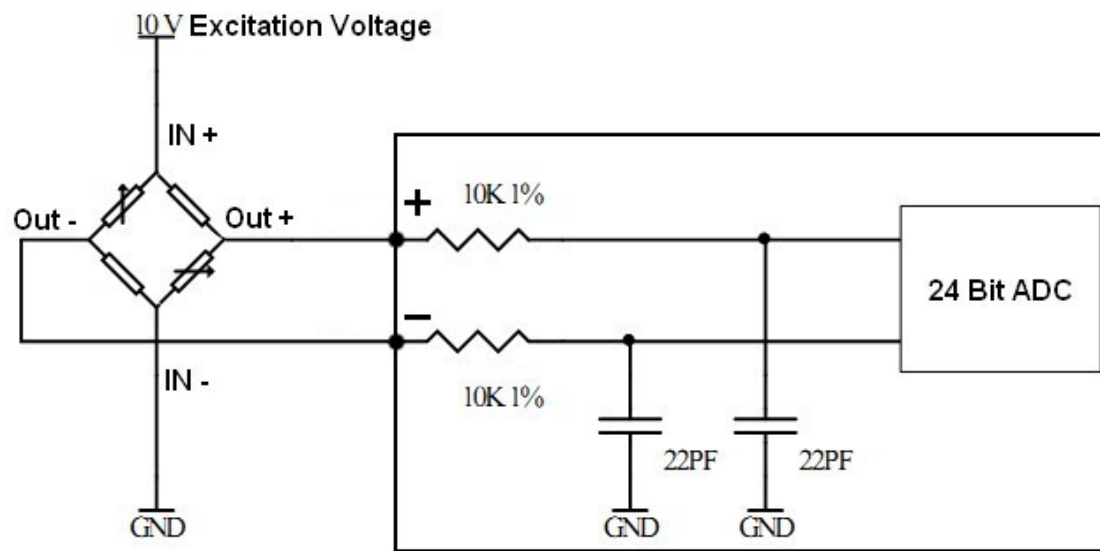 10 V Excitation Voltage
IN +
Out -
Out +
+
10K 1%
24 Bit ADC
−
IN -
10K 1%
22PF
22PF
GND
GND
GND